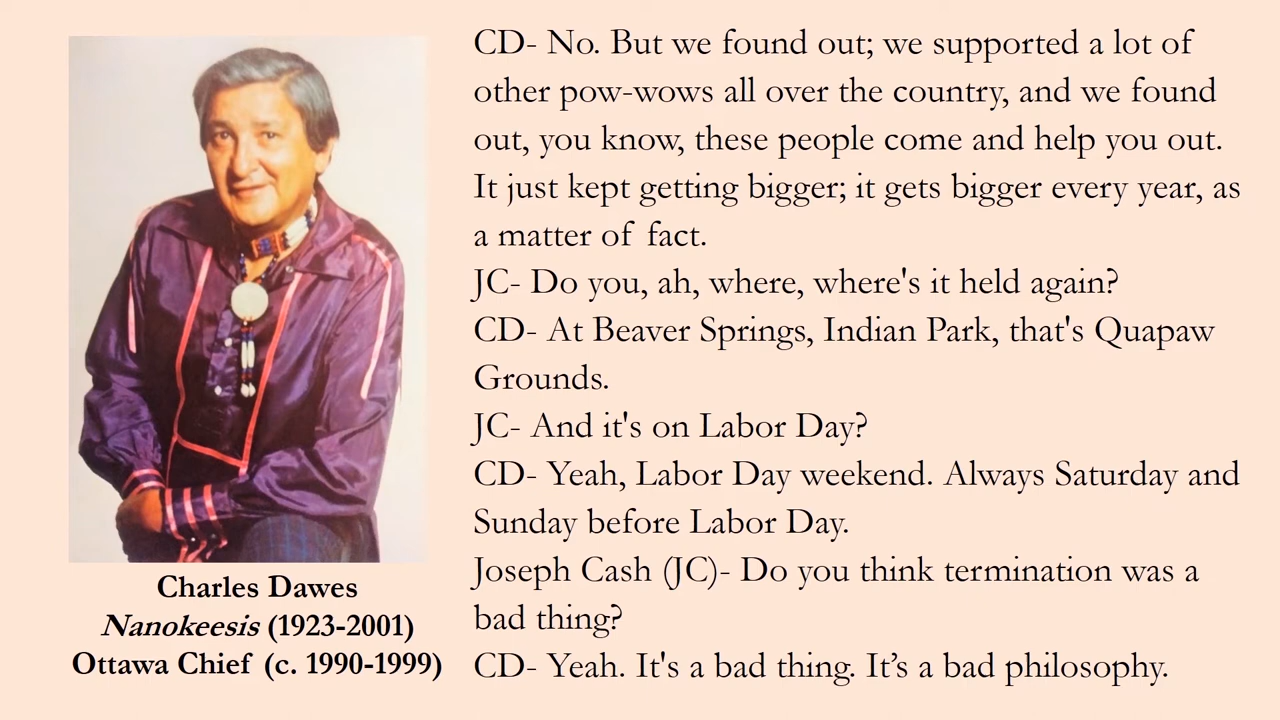 CD- No. But we found out; we supported a lot of
other pow-wows all over the country, and we found
out, you know, these people come and help you out.
It just kept getting bigger; it gets bigger every year, as
a matter of fact.
JC- Do you, ah, where, where's it held again?
CD- At Beaver Springs, Indian Park, that's Quapaw
Grounds.
JC- And it's on Labor Day?
CD- Yeah, Labor Day weekend. Always Saturday and
Sunday before Labor Day.
Joseph Cash (JC)- Do you think termination was a
bad thing?
CD- Yeah. It's a bad thing. It’s a bad philosophy.
Charles Dawes
Nanokeesis (1923-2001)
Ottawa Chief (c. 1990-1999)